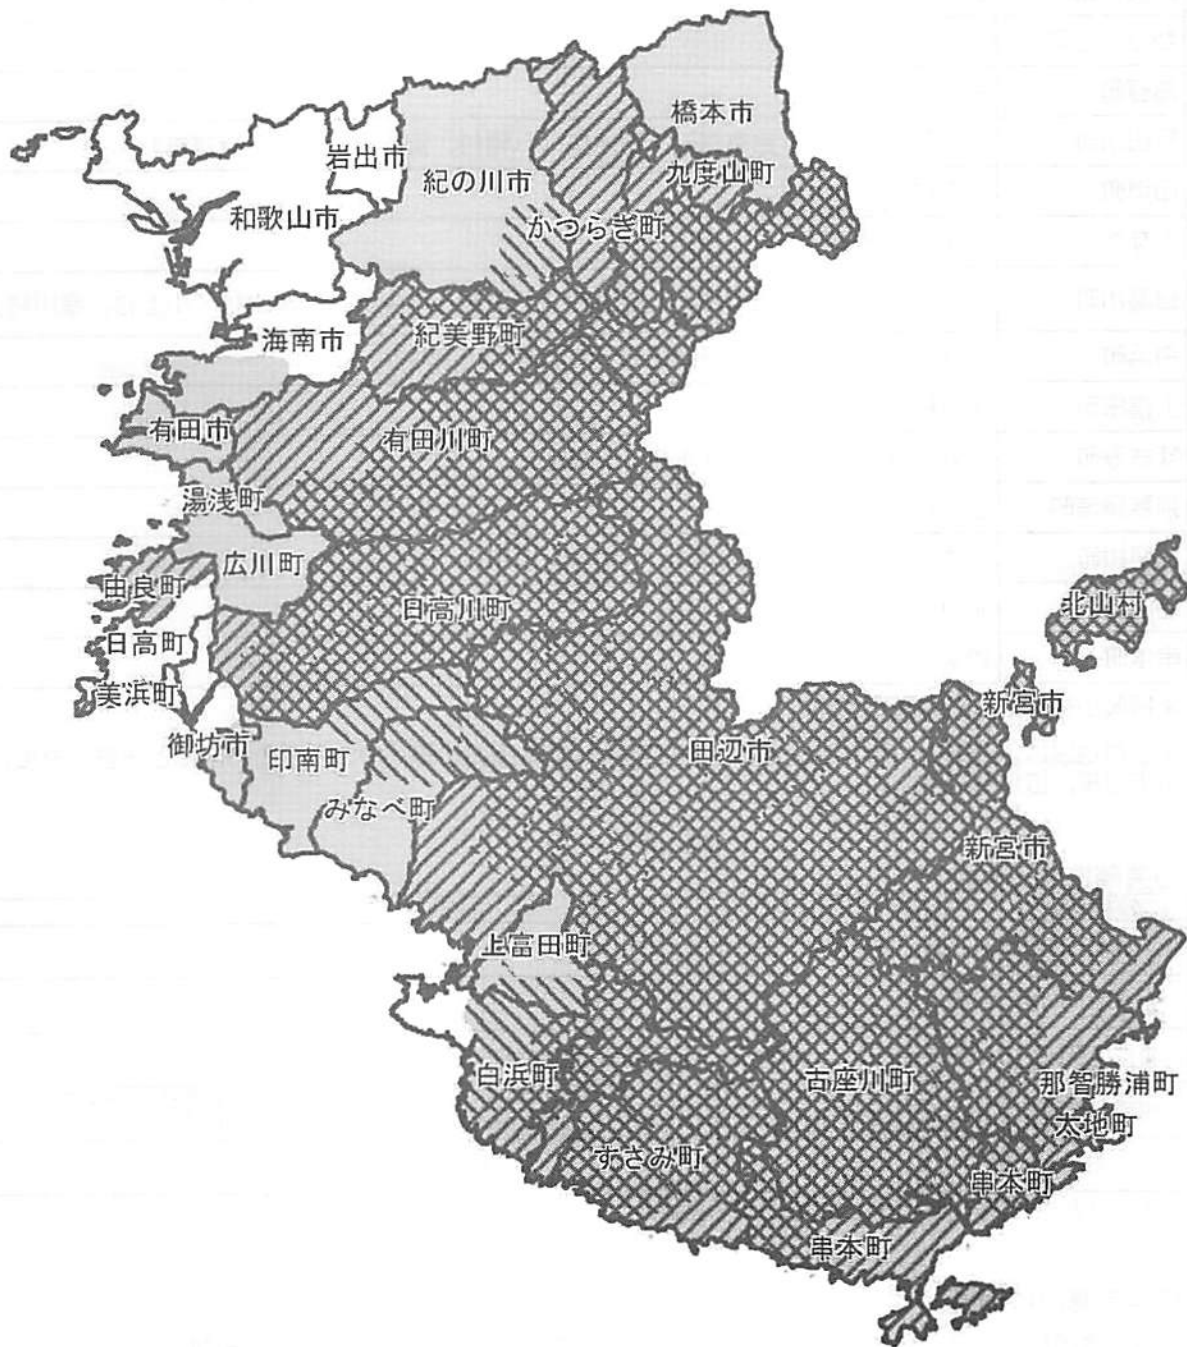 橋本市
岩出市
九度山町
紀の川市
和歌山市
かつらぎ町
海南市
紀美野町
有田市
有田川町
湯浅町
広川町
由良町
北山村
日高川町
日高町
美浜町
新宮市
御坊市
印南町
田辺市
みなべ町
新宮市
上富田町
白浜町
古座川町
那智勝浦町
太地町
すさみ町
串本町
串本町